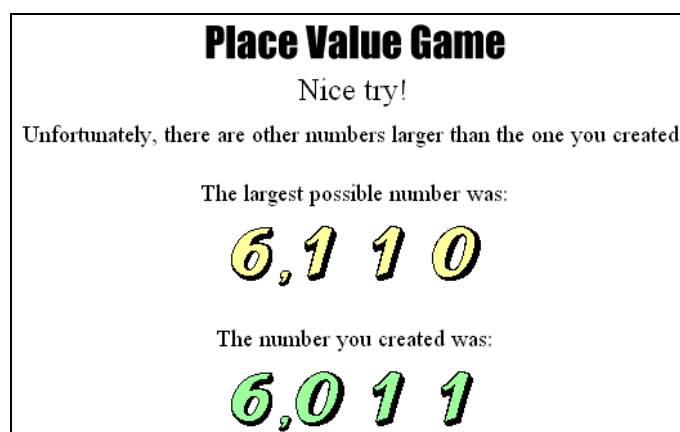 Place Value Game
Nice try!
Unfortunately, there are other numbers larger than the one you created
The largest possible number was:
6,1 1 0
The number you created was:
6,0 1 1